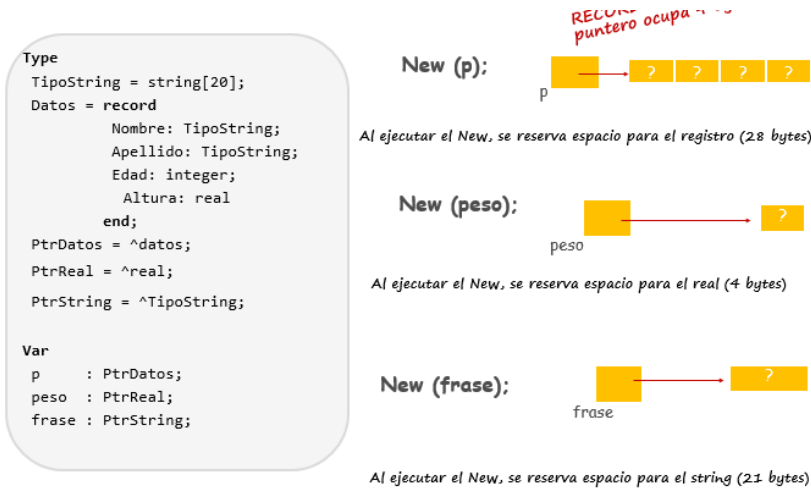 Type
TipoString = string[20];
Datos = record
Nombre: TipoString;
Apellido: TipoString;
Edad: integer;
Altura: real
end;
PtrDatos = ^datos;
PtrReal = ^real;
PtrString = ^TipoString;
Var
p : PtrDatos;
peso : PtrReal;
frase : PtrString;
puntero ocupa
New (p);
p
? ? ? ?
Al ejecutar el New, se reserva espacio para el registro (28 bytes)
New (peso);
peso
?
Al ejecutar el New, se reserva espacio para el real (4 bytes)
New (frase);
frase
?
Al ejecutar el New, se reserva espacio para el string (21 bytes)